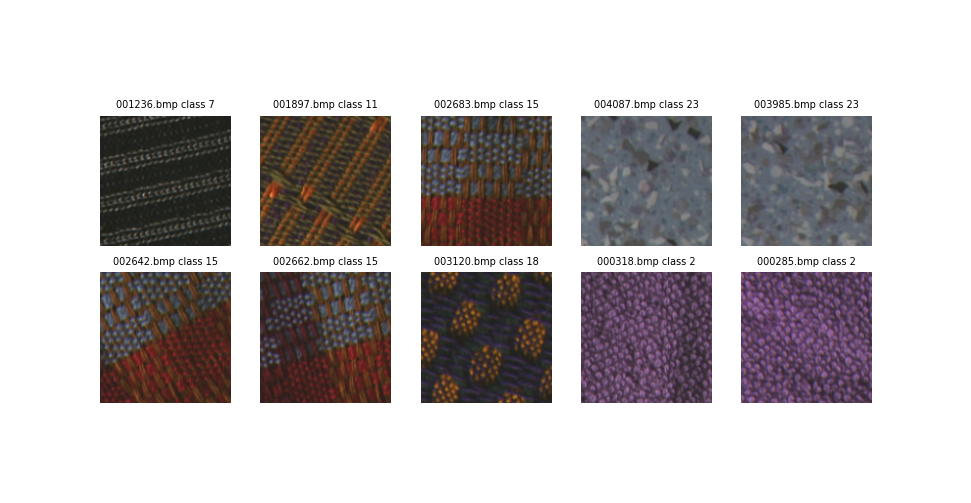 001236.bmp class 7
001897.bmp class 11
002683.bmp class 15
004087.bmp class 23
003985.bmp class 23
002642.bmp class 15
002662.bmp class 15
003120.bmp class 18
000318.bmp class 2
000285.bmp class 2